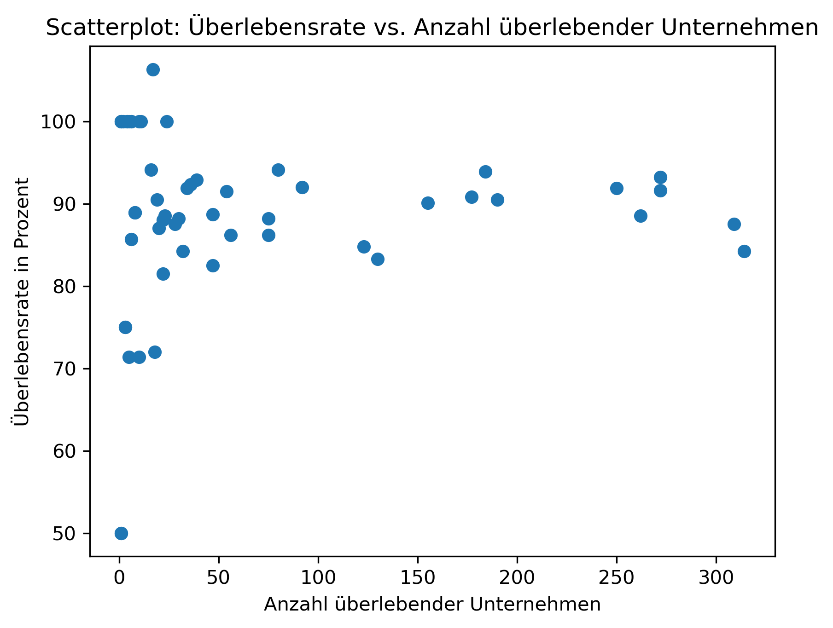 Scatterplot: Überlebensrate vs. Anzahl überlebender Unternehmen
100
90
80
70
60
50
Überlebensrate in Prozent
0 50 100 150 200 250 300
Anzahl überlebender Unternehmen